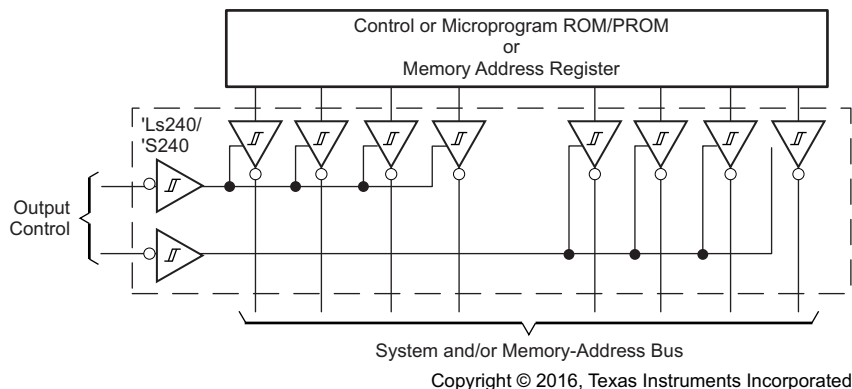 Control or Microprogram ROM/PROM
or
Memory Address Register
'Ls240/
'S240
Output
Control
System and/or Memory-Address Bus
Copyright © 2016, Texas Instruments Incorporated